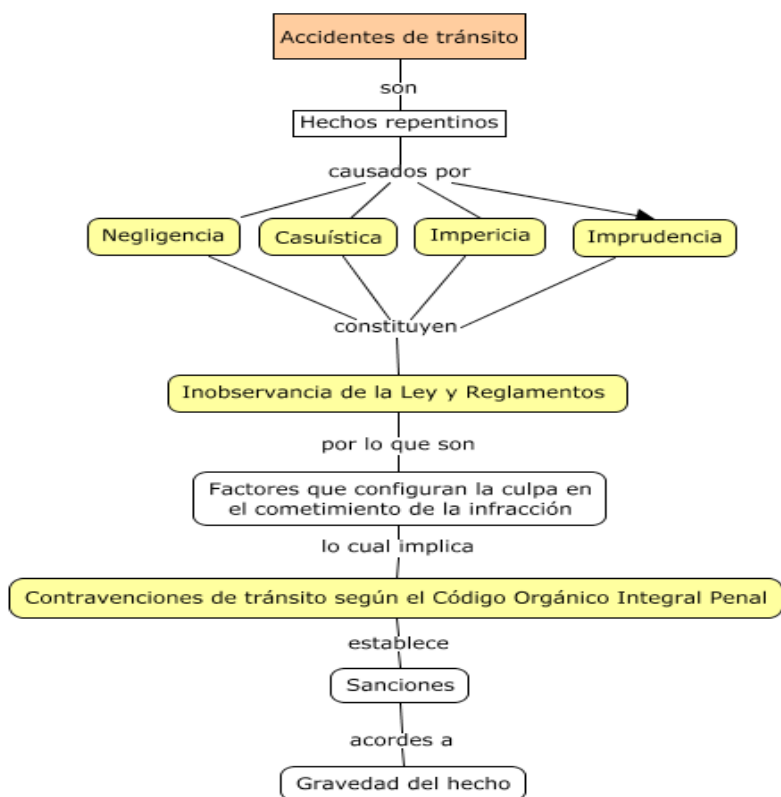 Accidentes de tránsito
son
Hechos repentinos
causados por
Negligencia
Casuística
Impericia
Imprudencia
constituyen
Inobservancia de la Ley y Reglamentos
por lo que son
Factores que configuran la culpa en
el cometimiento de la infracción
lo cual implica
Contravenciones de tránsito según el Código Orgánico Integral Penal
establece
Sanciones
acordes a
Gravedad del hecho